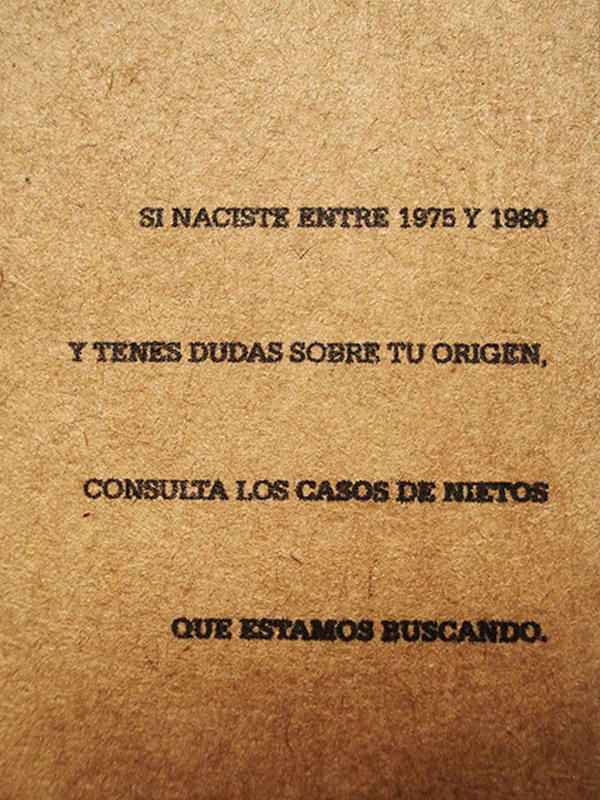 SI NACISTE ENTRE 1975 Y 1980
Y TENES DUDAS SOBRE TU ORIGEN,
CONSULTA LOS CASOS DE NIETOS
QUE ESTAMOS BUSCANDO.